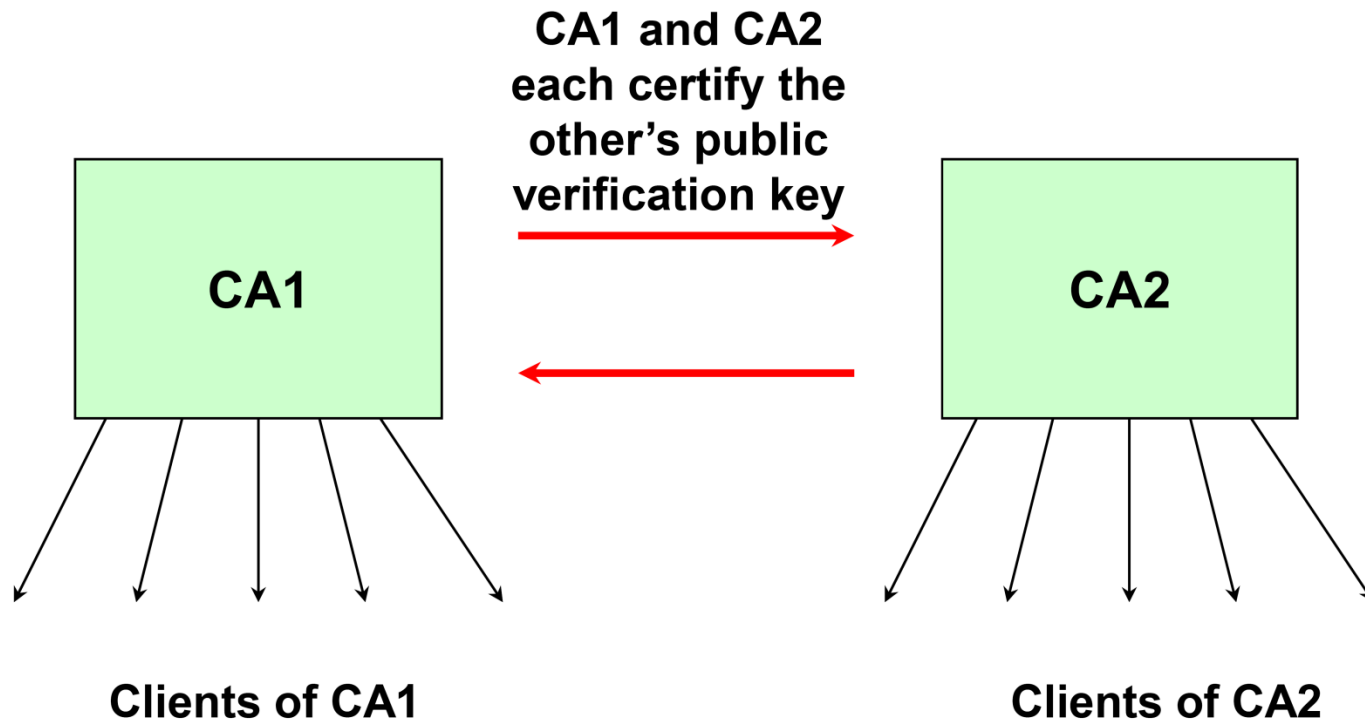 CA1 and CA2
each certify the
other’s public
verification key
CA1
CA2
Clients of CA1
Clients of CA2